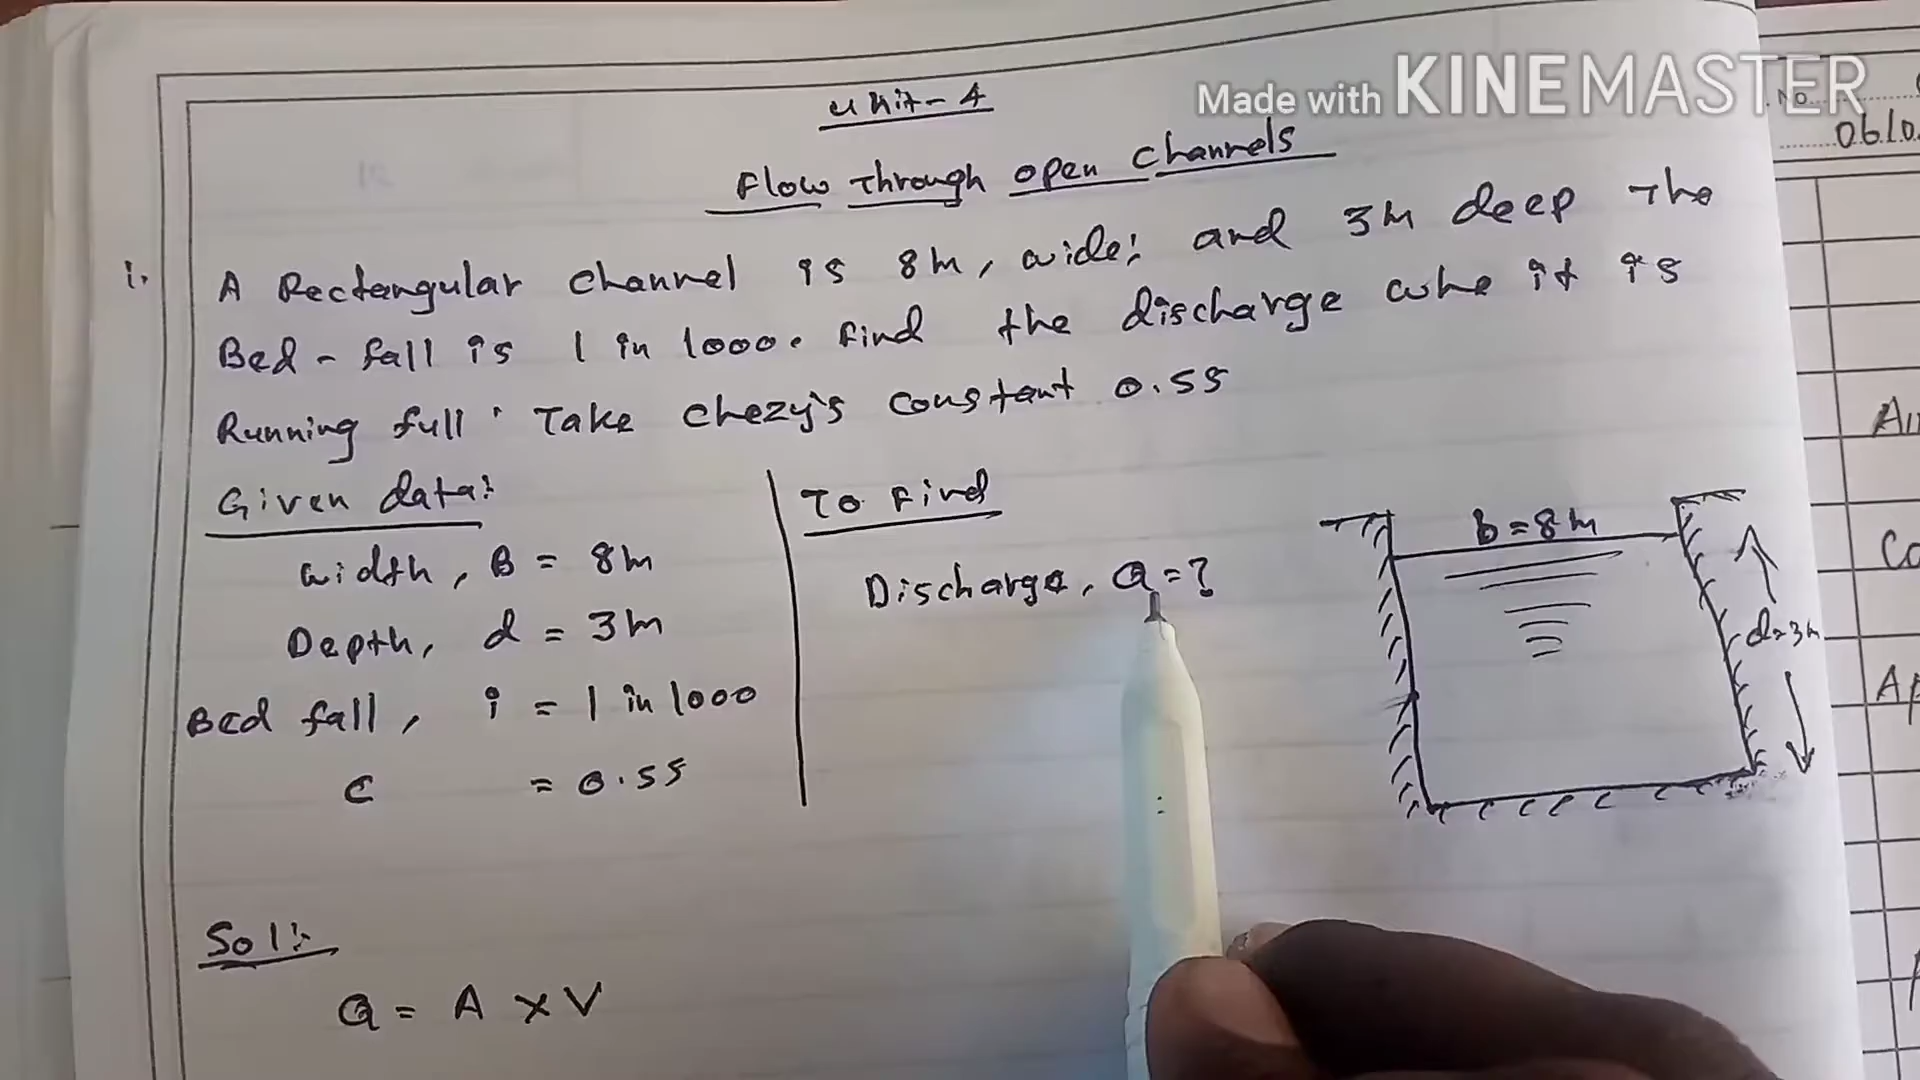 Made with KINEMASTER
No.
06/0
Unit-4
Flow Through open channels
1. A Rectangular channel is 8m, wide; and 3m deep The
Bed-fall is 1 in 1000. find the discharge whe it is
Running full. Take chezy's constant 0.55
Given data:
width, B = 8m
Depth, d = 3m
Bed fall, i = 1 in 1000
C = 0.55
To Find
Discharge, Q = ?
b = 8m
d = 3m
Sol:
Q = A x V